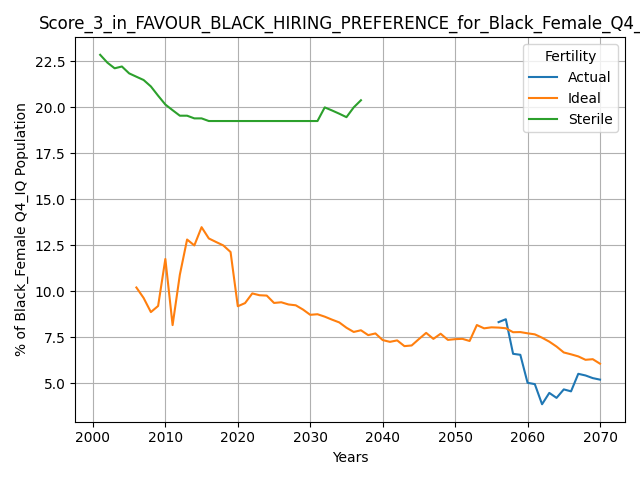 Score_3_in_FAVOUR_BLACK_HIRING_PREFERENCE_for_Black_Female_Q4_
Fertility
Actual
Ideal
Sterile
% of Black_Female Q4_IQ Population
22.5
20.0
17.5
15.0
12.5
10.0
7.5
5.0
2000 2010 2020 2030 2040 2050 2060 2070
Years